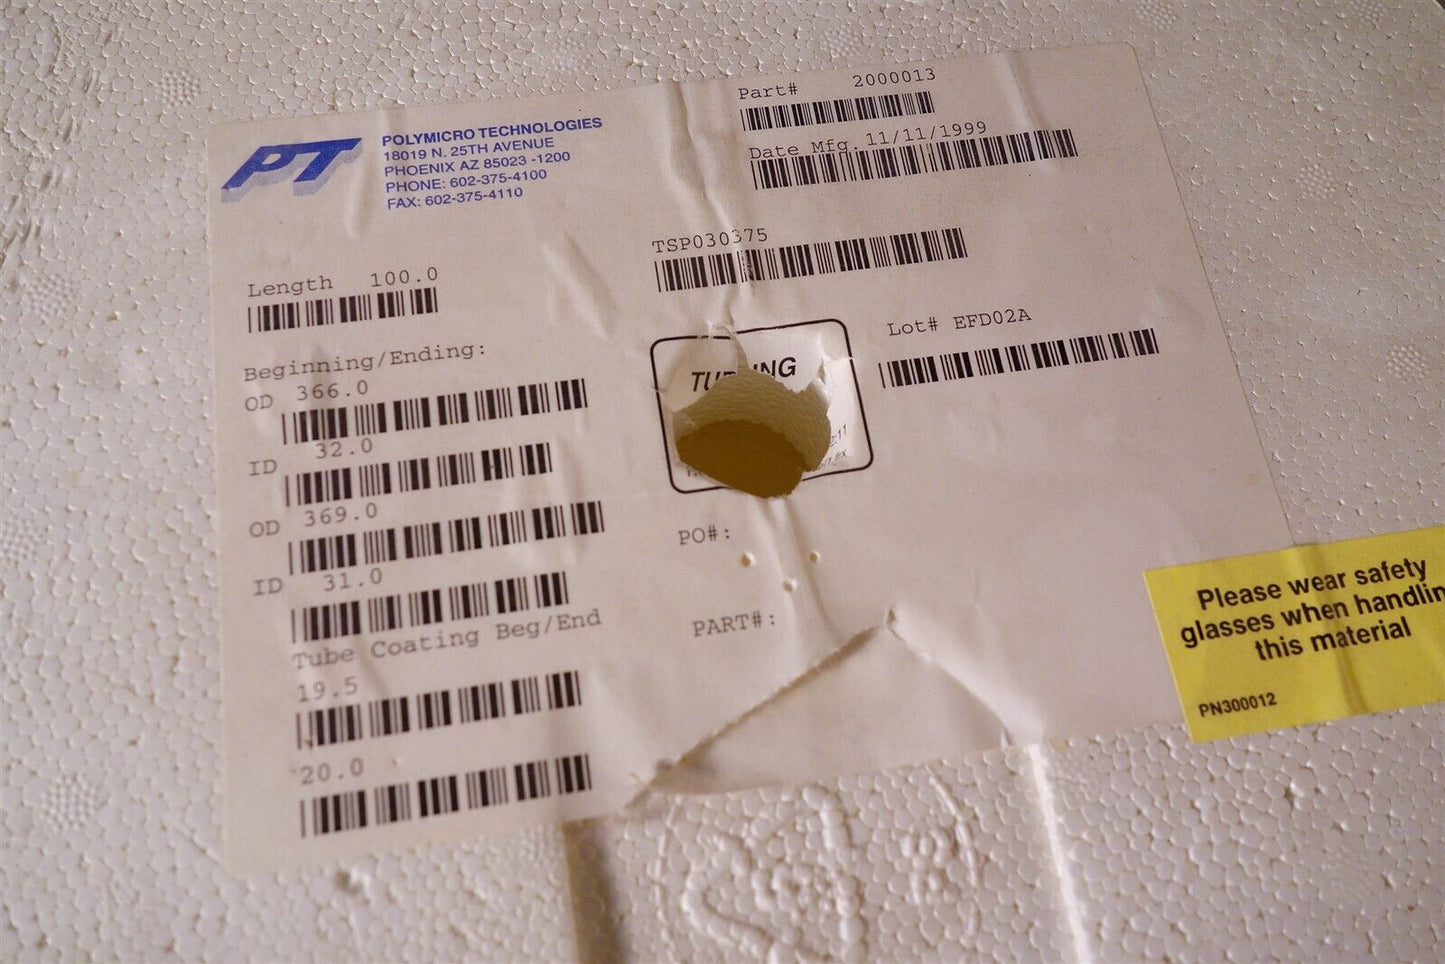 PT
POLYMICRO TECHNOLOGIES
18019 N. 25TH AVENUE
PHOENIX AZ 85023 -1200
PHONE: 602-375-4100
FAX: 602-375-4110
Part# 2000013
Date Mfg. 11/11/1999
TSP030375
Length 100.0
Lot# EFD02A
Beginning/Ending:
OD 366.0
ID 32.0
OD 369.0
ID 31.0
Tube Coating Beg/End
19.5
20.0
PO#:
PART#:
Please wear safety
glasses when handlin
this material
PN300012